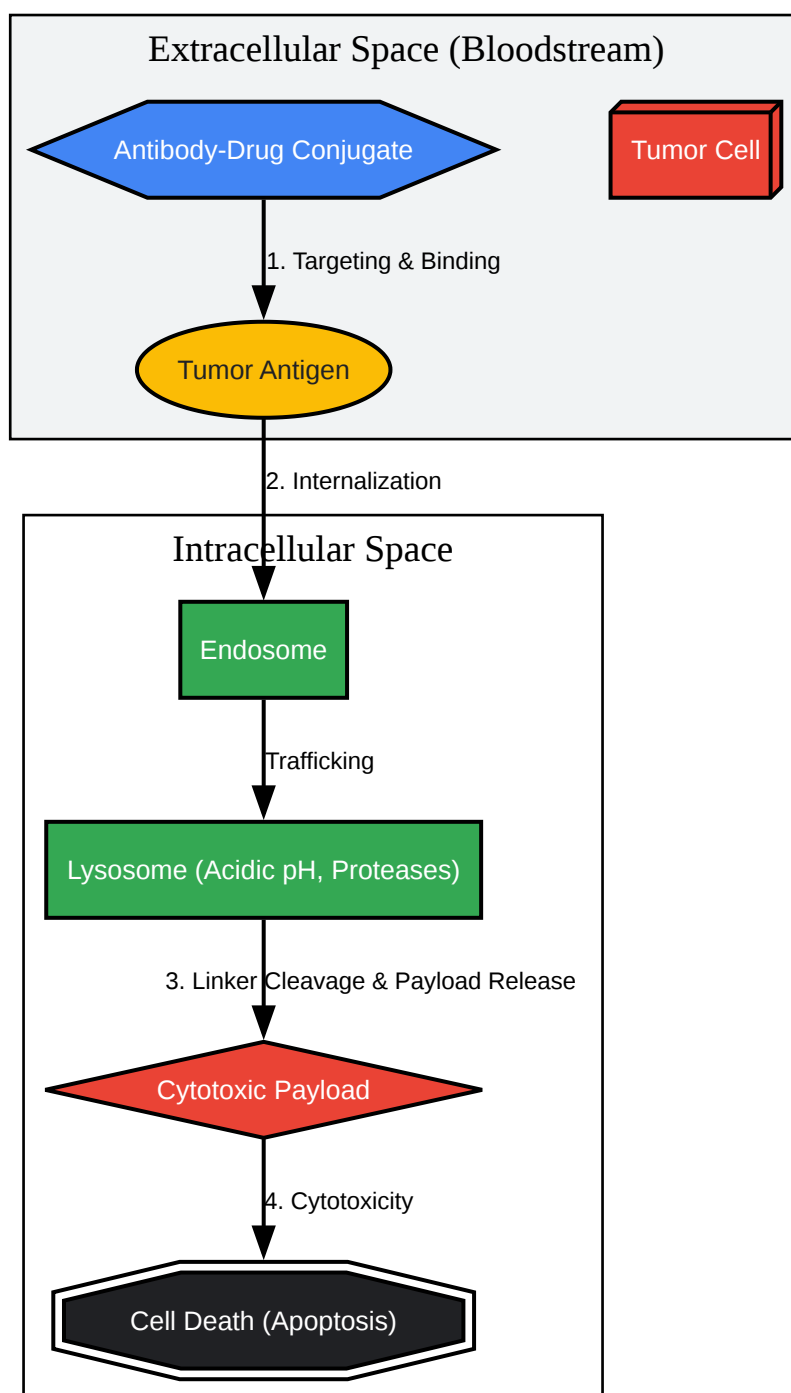 Extracellular Space (Bloodstream)
Antibody-Drug Conjugate
Tumor Cell
1. Targeting & Binding
Tumor Antigen
2. Internalization
Intracellular Space
Endosome
Trafficking
Lysosome (Acidic pH, Proteases)
3. Linker Cleavage & Payload Release
Cytotoxic Payload
4. Cytotoxicity
Cell Death (Apoptosis)